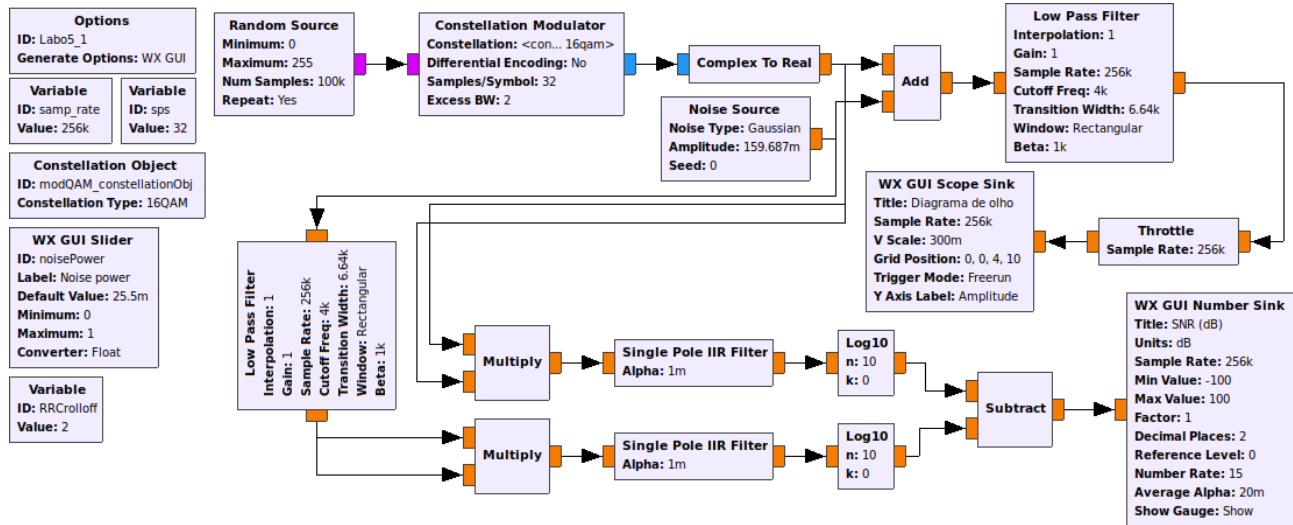 Options
ID: Labo5_1
Generate Options: WX GUI
Variable
ID: samp_rate
Value: 256k
Variable
ID: sps
Value: 32
Constellation Object
ID: modQAM_constellationObj
Constellation Type: 16QAM
WX GUI Slider
ID: noisePower
Label: Noise power
Default Value: 25.5m
Minimum: 0
Maximum: 1
Converter: Float
Variable
ID: RRCrolloff
Value: 2
Random Source
Minimum: 0
Maximum: 255
Num Samples: 100k
Repeat: Yes
Constellation Modulator
Constellation: <con... 16qam>
Differential Encoding: No
Samples/Symbol: 32
Excess BW: 2
Complex To Real
Noise Source
Noise Type: Gaussian
Amplitude: 159.687m
Seed: 0
Add
Low Pass Filter
Interpolation: 1
Gain: 1
Sample Rate: 256k
Cutoff Freq: 4k
Transition Width: 6.64k
Window: Rectangular
Beta: 1k
WX GUI Scope Sink
Title: Diagrama de olho
Sample Rate: 256k
V Scale: 300m
Grid Position: 0, 0, 4, 10
Trigger Mode: Freerun
Y Axis Label: Amplitude
Throttle
Sample Rate: 256k
Low Pass Filter
Interpolation: 1
Gain: 1
Sample Rate: 256k
Cutoff Freq: 4k
Transition Width: 6.64k
Window: Rectangular
Beta: 1k
Multiply
Single Pole IIR Filter
Alpha: 1m
Log10
n: 10
k: 0
Multiply
Single Pole IIR Filter
Alpha: 1m
Log10
n: 10
k: 0
Subtract
WX GUI Number Sink
Title: SNR (dB)
Units: dB
Sample Rate: 256k
Min Value: -100
Max Value: 100
Factor: 1
Decimal Places: 2
Reference Level: 0
Number Rate: 15
Average Alpha: 20m
Show Gauge: Show